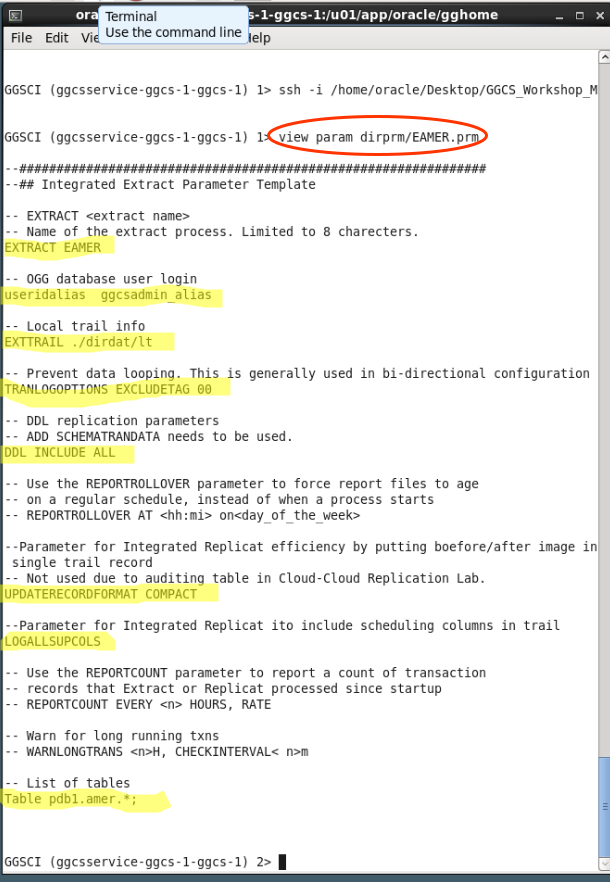 ora
s-1-ggcs-1:/u01/app/oracle/gghome
Terminal
Use the command line
File Edit Vie
elp
GGSCI (ggcsservice-ggcs-1-ggcs-1) 1> ssh -i /home/oracle/Desktop/GGCS_Workshop_M
GGSCI (ggcsservice-ggcs-1-ggcs-1) 1> view param dirprm/EAMER.prm
--##############################################################
--## Integrated Extract Parameter Template
-- EXTRACT <extract name>
-- Name of the extract process. Limited to 8 charecters.
EXTRACT EAMER
-- OGG database user login
useridalias  ggcsadmin_alias
-- Local trail info
EXTTRAIL ./dirdat/lt
-- Prevent data looping. This is generally used in bi-directional configuration
TRANLOGOPTIONS EXCLUDETAG 00
-- DDL replication parameters
-- ADD SCHEMATRANDATA needs to be used.
DDL INCLUDE ALL
-- Use the REPORTROLLOVER parameter to force report files to age
-- on a regular schedule, instead of when a process starts
-- REPORTROLLOVER AT <hh:mi> on<day_of_the_week>
--Parameter for Integrated Replicat efficiency by putting boefore/after image in
single trail record
-- Not used due to auditing table in Cloud-Cloud Replication Lab.
UPDATERECORDFORMAT COMPACT
--Parameter for Integrated Replicat ito include scheduling columns in trail
LOGALLSUPCOLS
-- Use the REPORTCOUNT parameter to report a count of transaction
-- records that Extract or Replicat processed since startup
-- REPORTCOUNT EVERY <n> HOURS, RATE
-- Warn for long running txns
-- WARNLONGTRANS <n>H, CHECKINTERVAL< n>m
-- List of tables
Table pdb1.amer.*;
GGSCI (ggcsservice-ggcs-1-ggcs-1) 2>